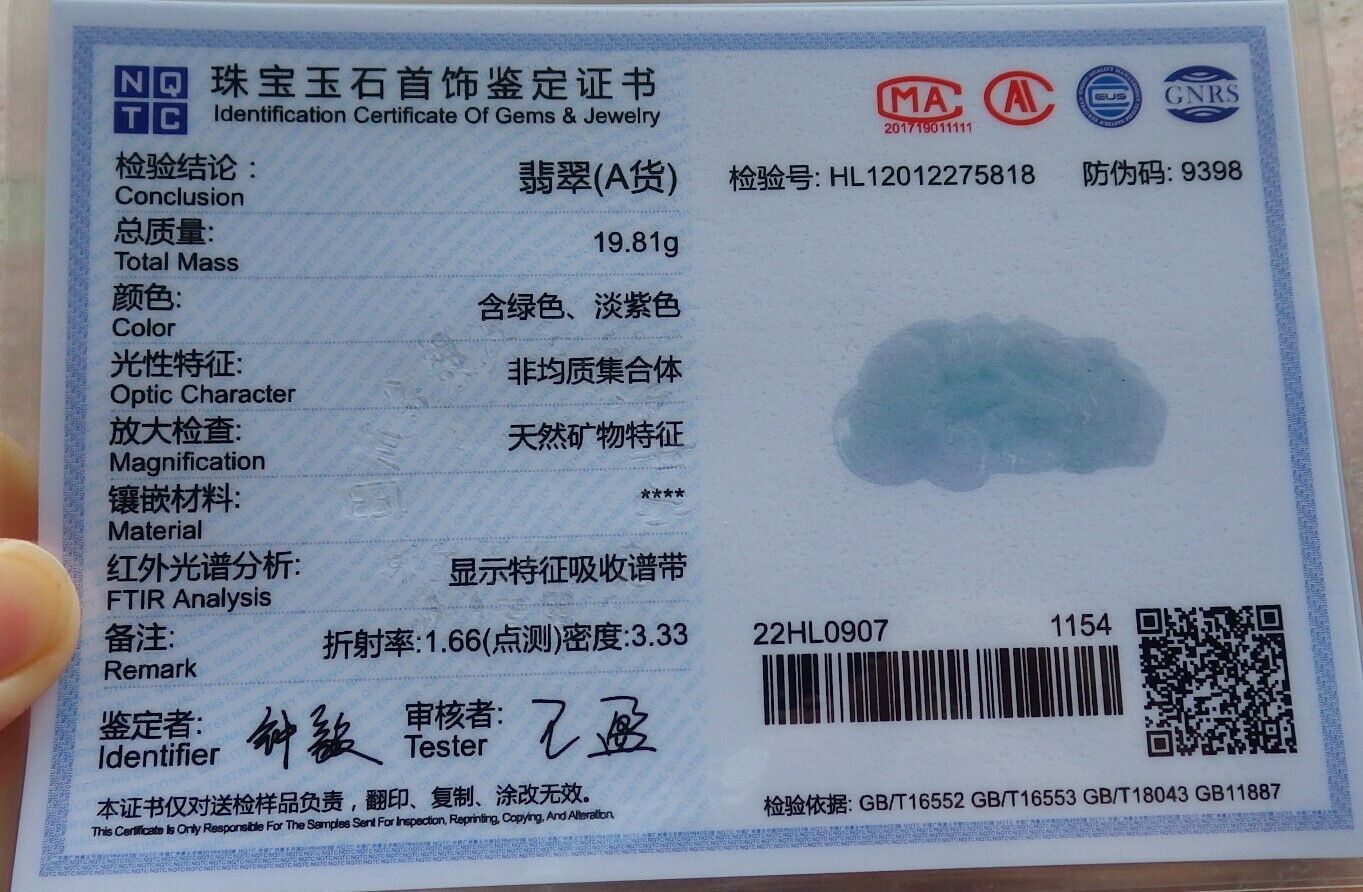 NQ
TC
珠宝玉石首饰鉴定证书
Identification Certificate Of Gems & Jewelry
检验结论：
Conclusion
翡翠(A货)
总质量:
Total Mass
19.81g
颜色:
Color
含绿色、淡紫色
光性特征:
Optic Character
非均质集合体
放大检查:
Magnification
天然矿物特征
镶嵌材料:
Material
****
红外光谱分析:
FTIR Analysis
显示特征吸收谱带
备注:
Remark
折射率:1.66(点测)密度:3.33
鉴定者:
Identifier
审核者:
Tester
本证书仅对送检样品负责，翻印、复制、涂改无效。
This Certificate Is Only Responsible For The Samples Sent For Inspection, Reprinting, Copying, And Alteration.
MA
201719011111
GNRS
检验号: HL12012275818 防伪码: 9398
22HL0907 1154
检验依据: GB/T16552 GB/T16553 GB/T18043 GB11887